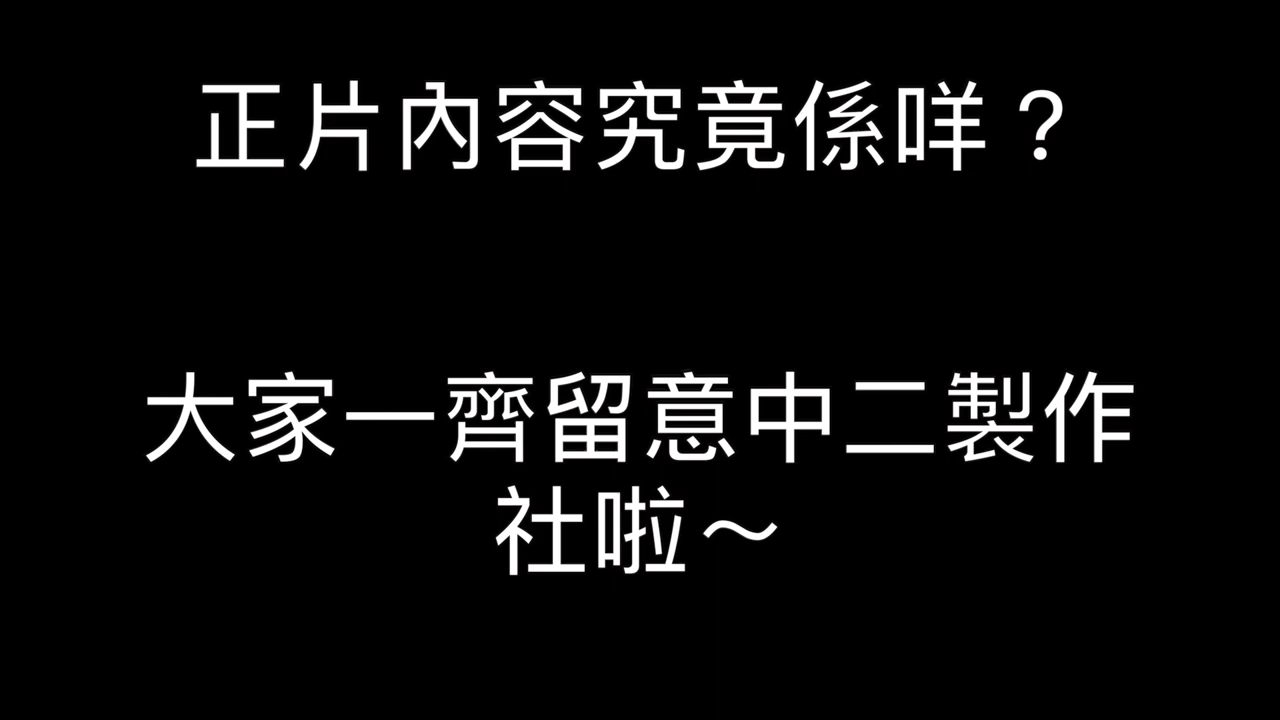 正片內容究竟係咩？
大家一齊留意中二製作
社啦～